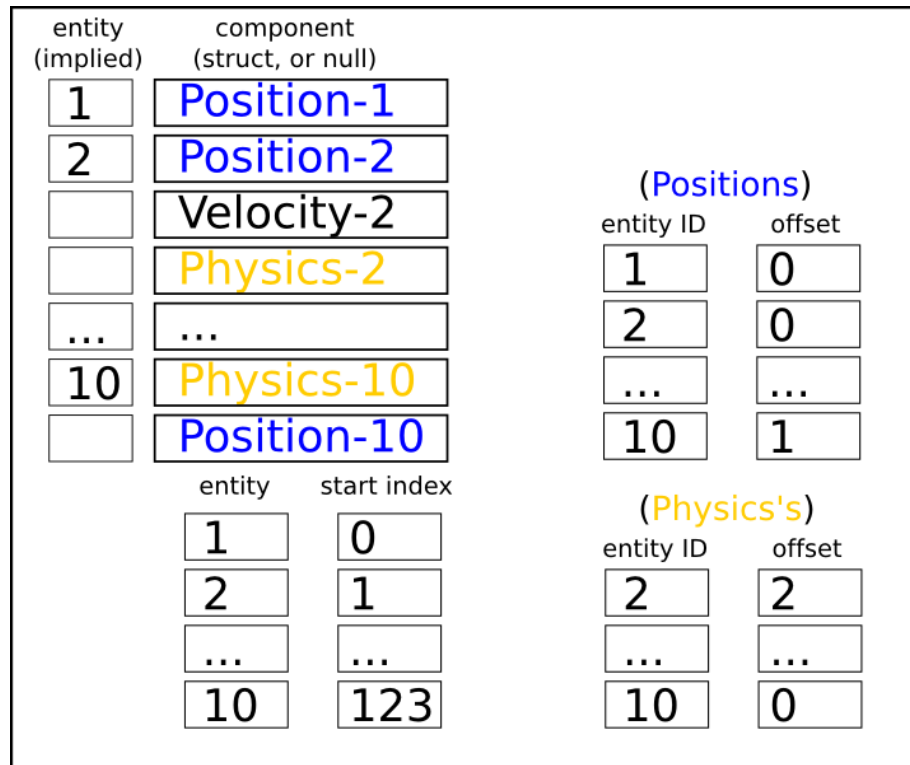 entity component
(implied) (struct, or null)
1 Position-1
2 Position-2
Velocity-2
Physics-2
... ...
10 Physics-10
Position-10
entity start index
1 0
2 1
... ...
10 123
(Positions)
entity ID offset
1 0
2 0
... ...
10 1
(Physics's)
entity ID offset
2 2
... ...
10 0